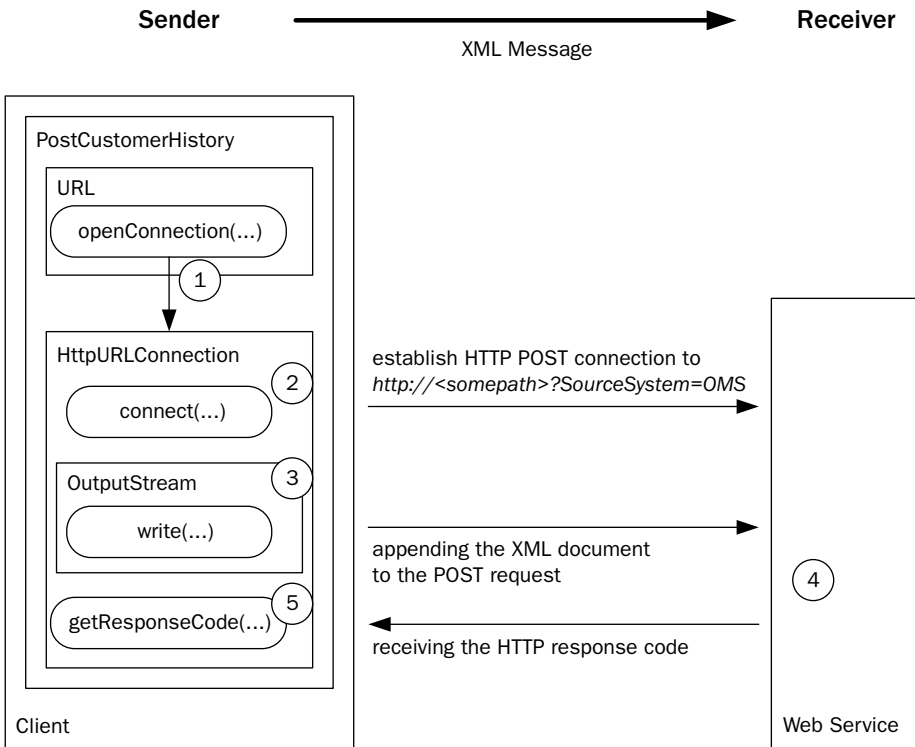 Sender
Receiver
XML Message
PostCustomerHistory
URL
openConnection(...)
1
HttpURLConnection
2
connect(...)
establish HTTP POST connection to
http://<somepath>?SourceSystem=OMS
OutputStream
3
write(...)
appending the XML document
to the POST request
4
5
getResponseCode(...)
receiving the HTTP response code
Client
Web Service